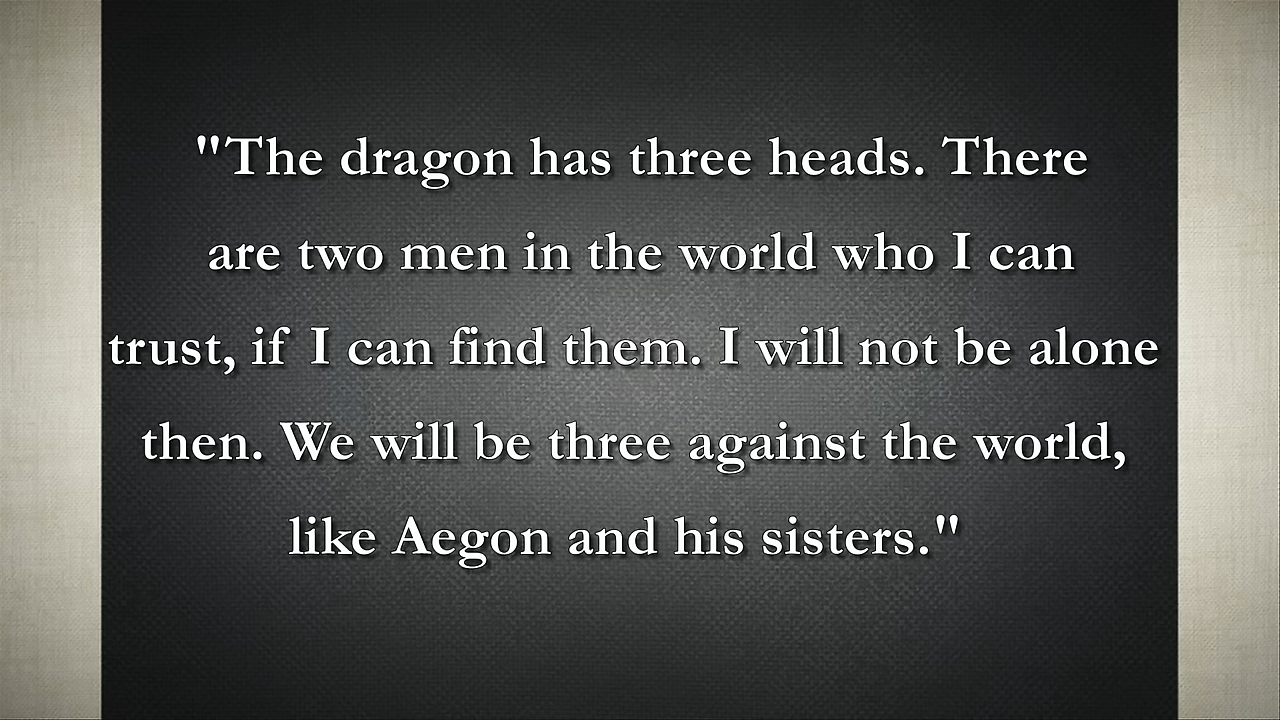 "The dragon has three heads. There
are two men in the world who I can
trust, if I can find them. I will not be alone
then. We will be three against the world,
like Aegon and his sisters."